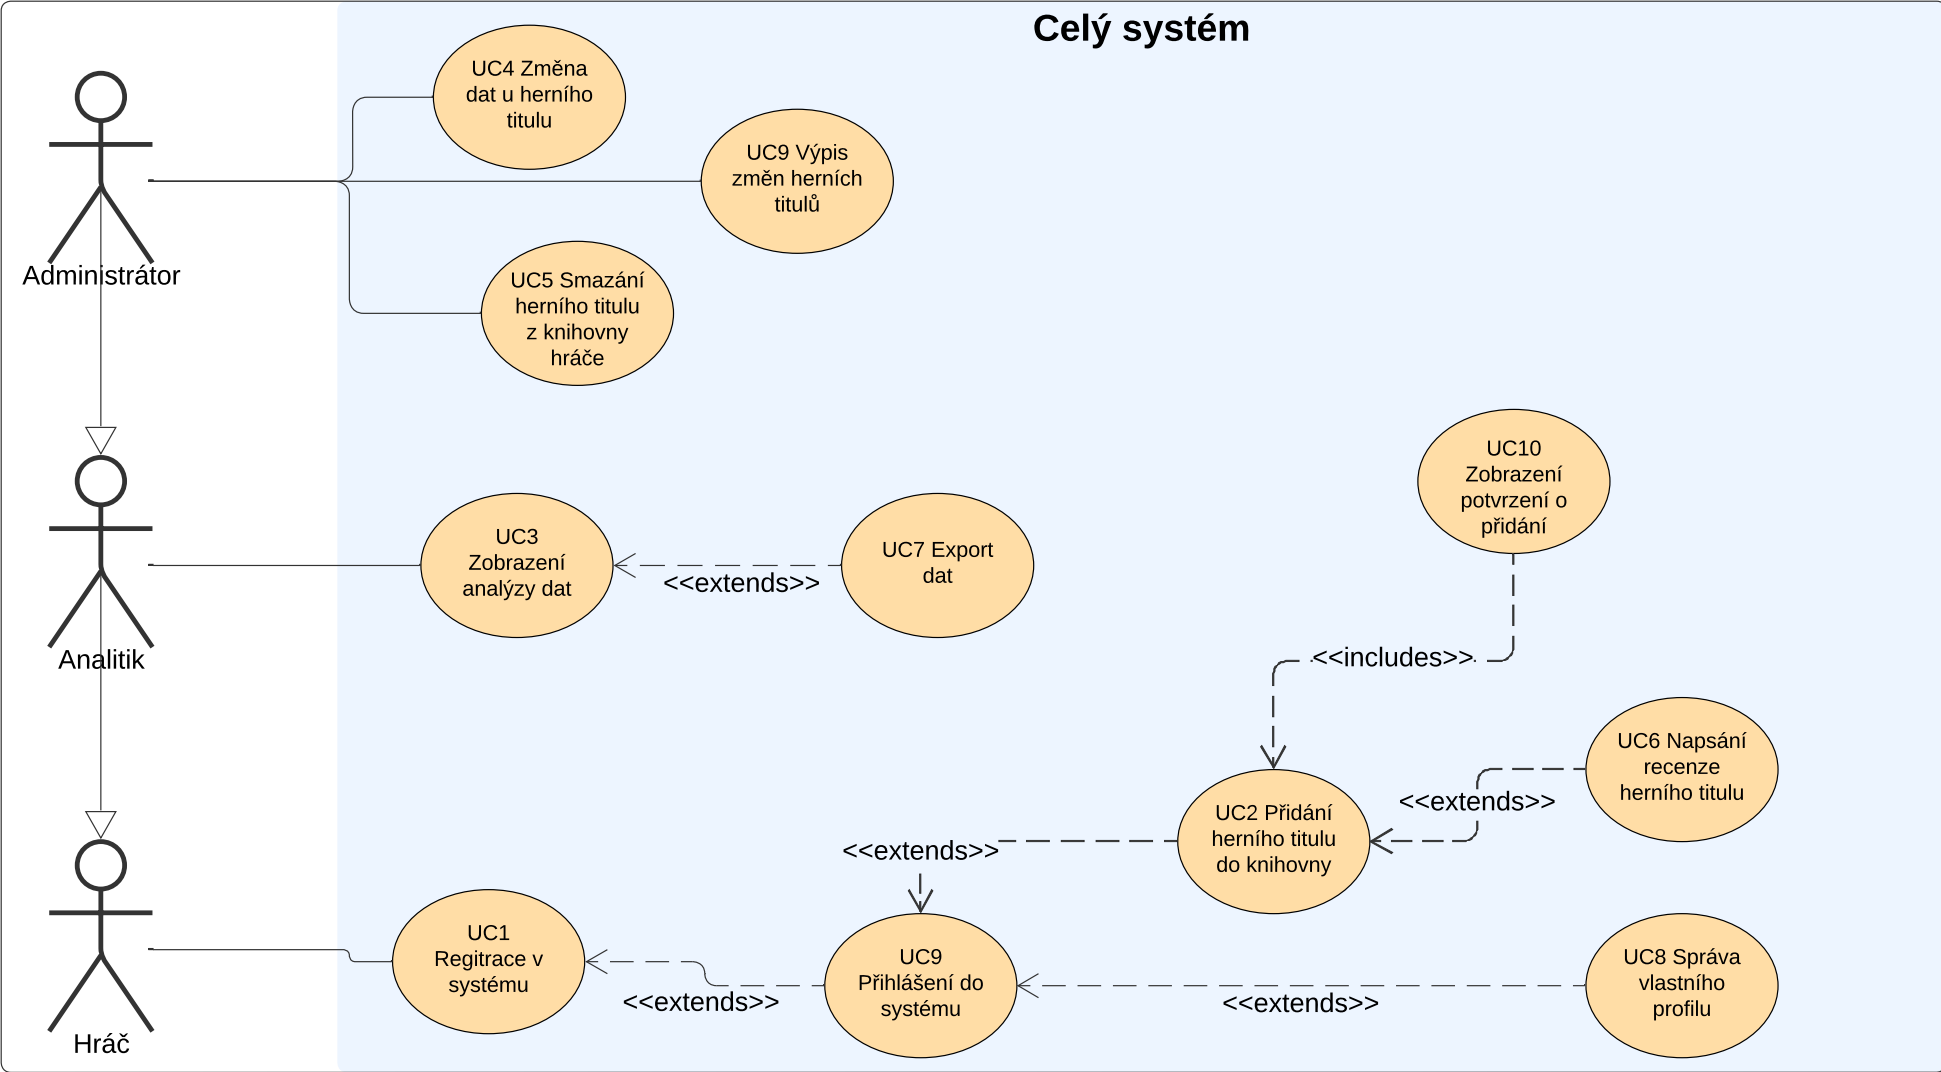 Celý systém
UC4 Změna
dat u herního
titulu
UC9 Výpis
změn herních
titulů
Administrátor
UC5 Smazání
herního titulu
z knihovny
hráče
UC10
Zobrazení
potvrzení o
přidání
UC3
Zobrazení
analýzy dat
<<extends>>
UC7 Export
dat
Analitik
<<includes>>
UC6 Napsání
recenze
herního titulu
<<extends>>
UC2 Přidání
herního titulu
do knihovny
<<extends>>
UC1
Regitrace v
systému
<<extends>>
UC9
Přihlášení do
systému
<<extends>>
UC8 Správa
vlastního
profilu
Hráč